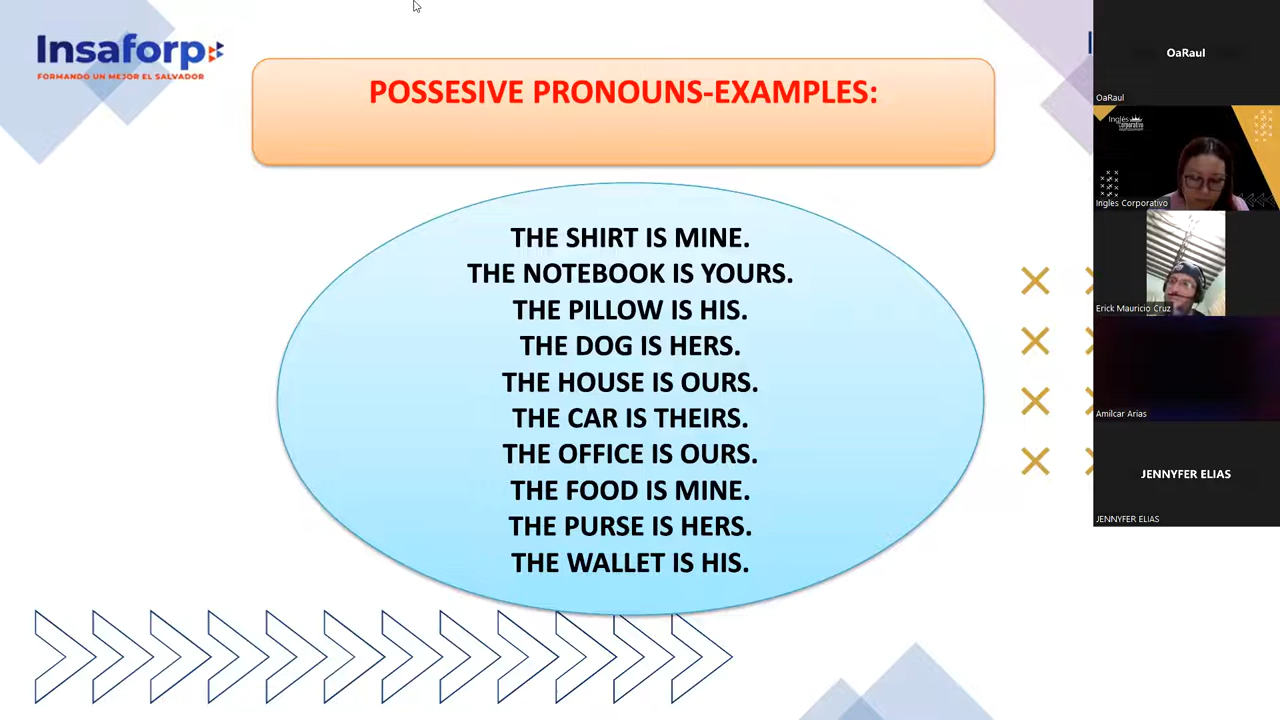 Insaforp
FORMANDO UN MEJOR EL SALVADOR
POSSESIVE PRONOUNS-EXAMPLES:
THE SHIRT IS MINE.
THE NOTEBOOK IS YOURS.
THE PILLOW IS HIS.
THE DOG IS HERS.
THE HOUSE IS OURS.
THE CAR IS THEIRS.
THE OFFICE IS OURS.
THE FOOD IS MINE.
THE PURSE IS HERS.
THE WALLET IS HIS.
OaRaul
OaRaul
Inglés
Corporativo
Ingles Corporativo
Erick Mauricio Cruz
Amilcar Arias
JENNYFER ELIAS
JENNYFER ELIAS